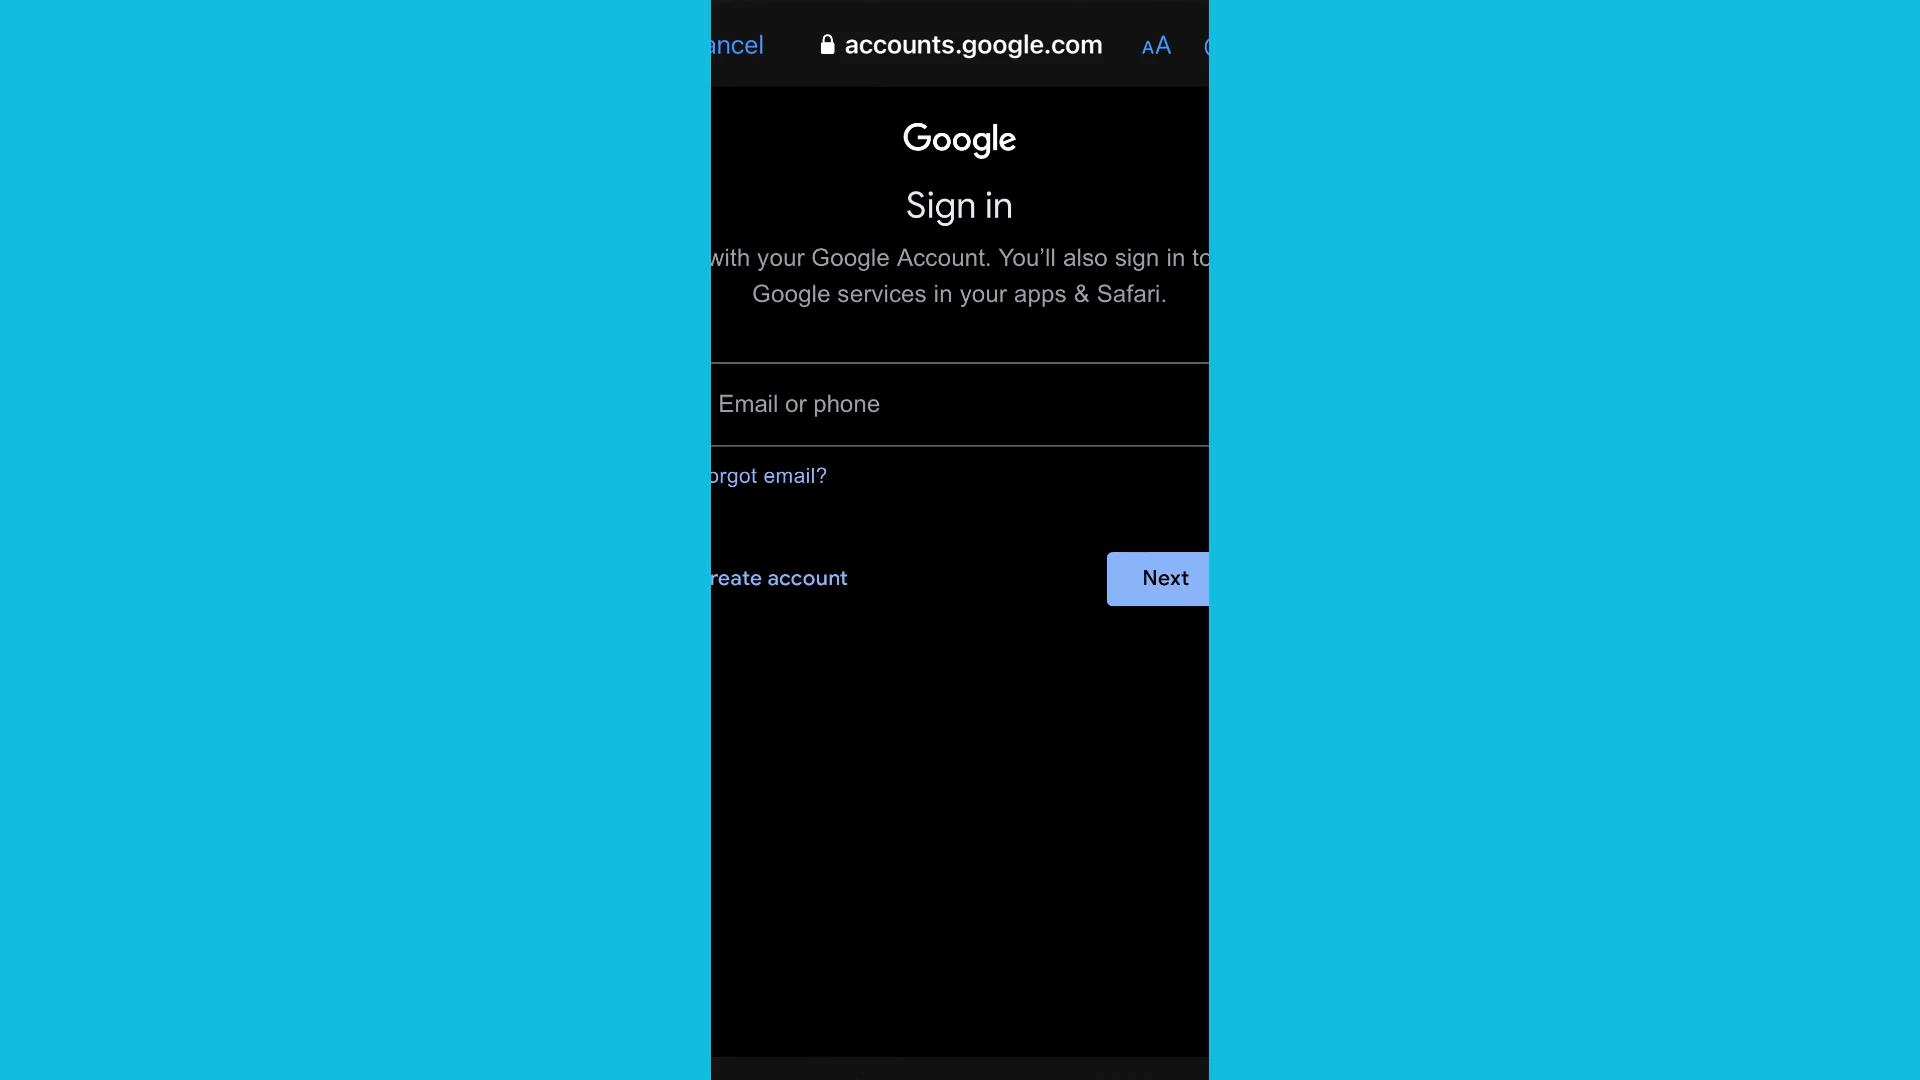 ancel accounts.google.com AA
Google
Sign in
with your Google Account. You’ll also sign in to
Google services in your apps & Safari.
Email or phone
orgot email?
reate account Next